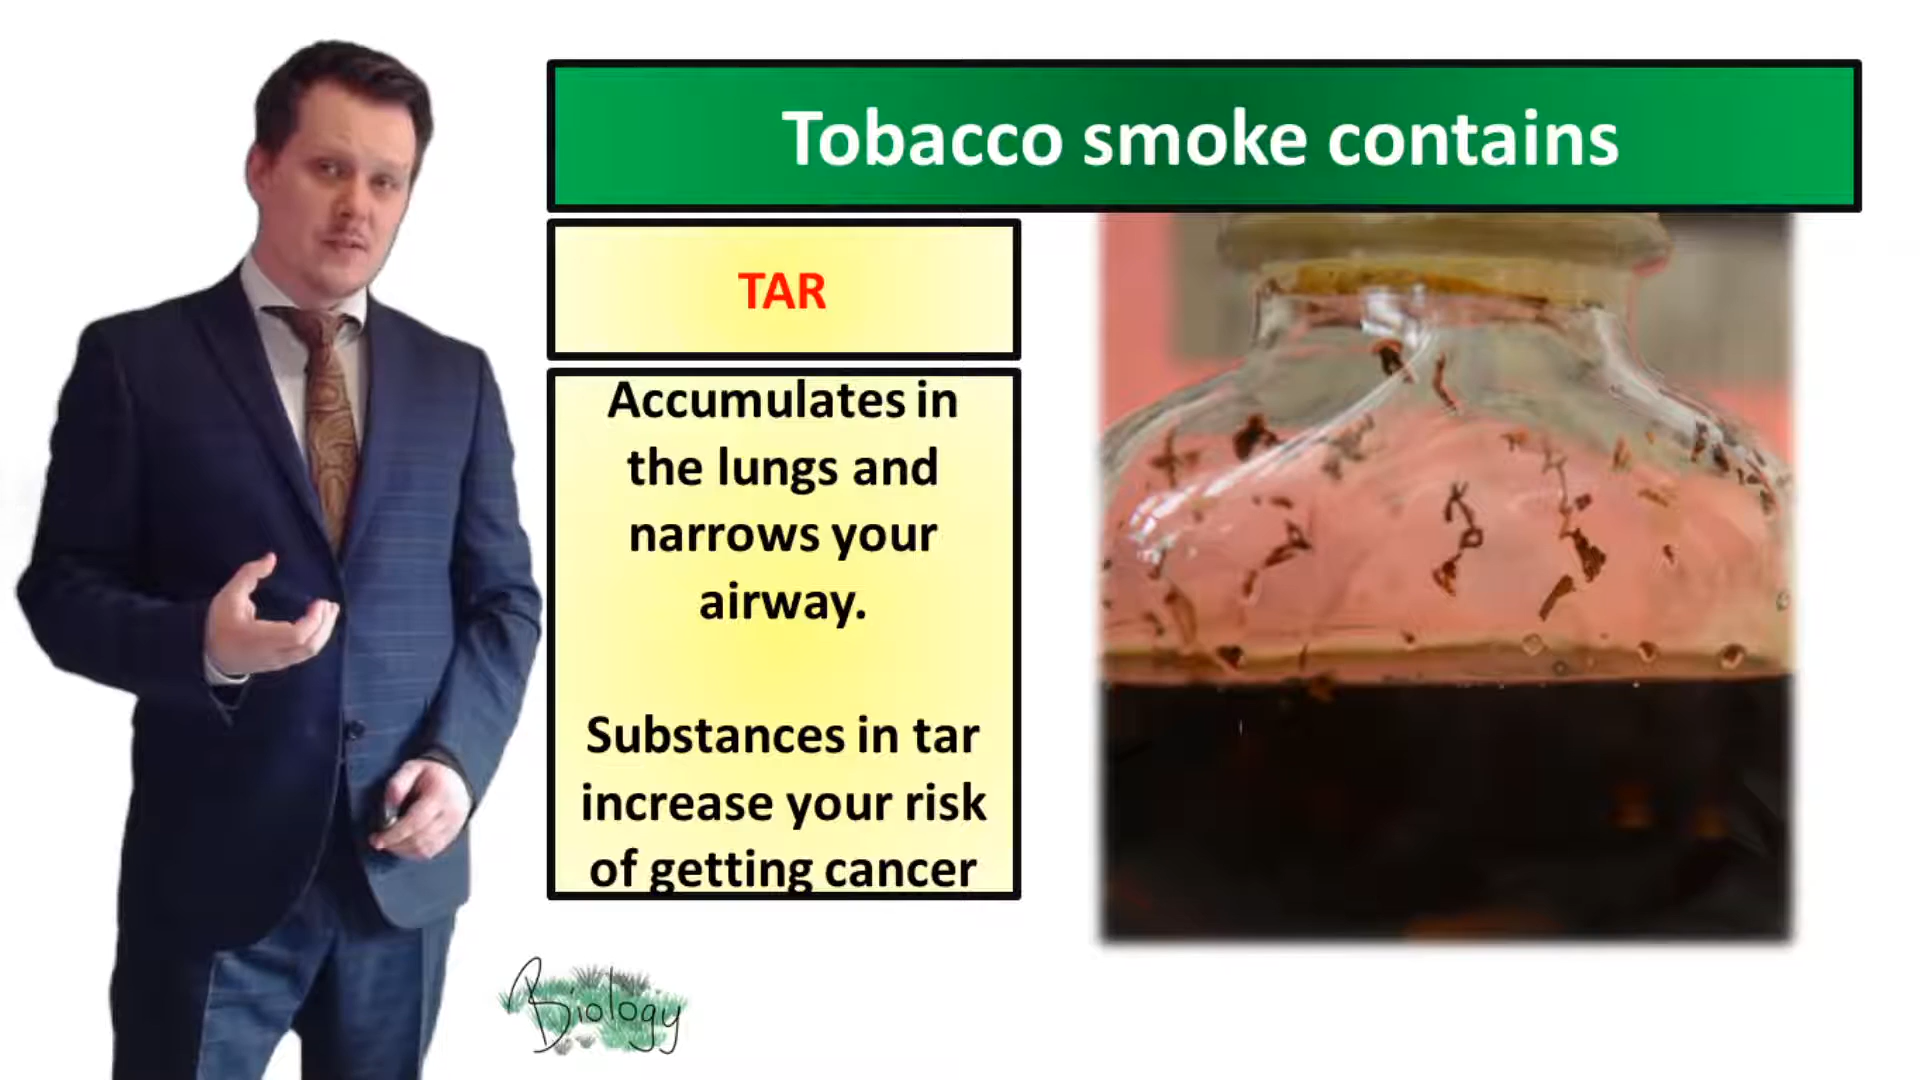 Tobacco smoke contains
TAR
Accumulates in
the lungs and
narrows your
airway.
Substances in tar
increase your risk
of getting cancer
Biology